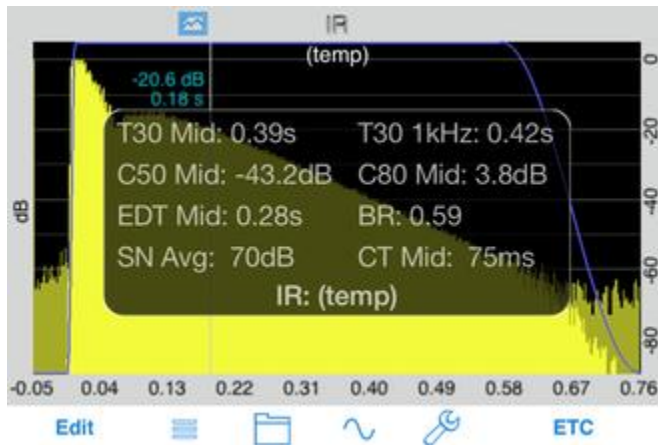 IR
(temp)
-20.6 dB
0.18 s
T30 Mid: 0.39s T30 1kHz: 0.42s
C50 Mid: -43.2dB C80 Mid: 3.8dB
EDT Mid: 0.28s BR: 0.59
SN Avg: 70dB CT Mid: 75ms
IR: (temp)
dB
0
-20
-40
-60
-80
-0.05 0.04 0.13 0.22 0.31 0.40 0.49 0.58 0.67 0.76
Edit ETC